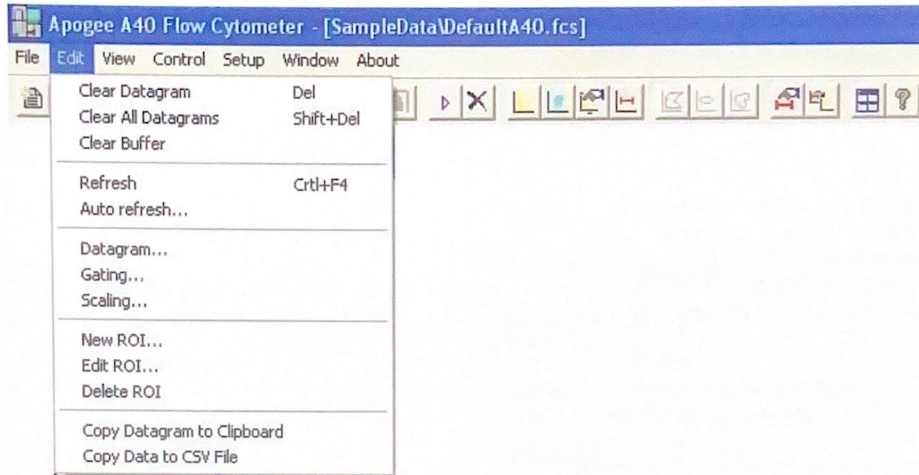 Apogee A40 Flow Cytometer - [SampleData\DefaultA40.fcs]
File Edit View Control Setup Window About
Clear Datagram Del
Clear All Datagrams Shift+Del
Clear Buffer
Refresh Crtl+F4
Auto refresh...
Datagram...
Gating...
Scaling...
New ROI...
Edit ROI...
Delete ROI
Copy Datagram to Clipboard
Copy Data to CSV File